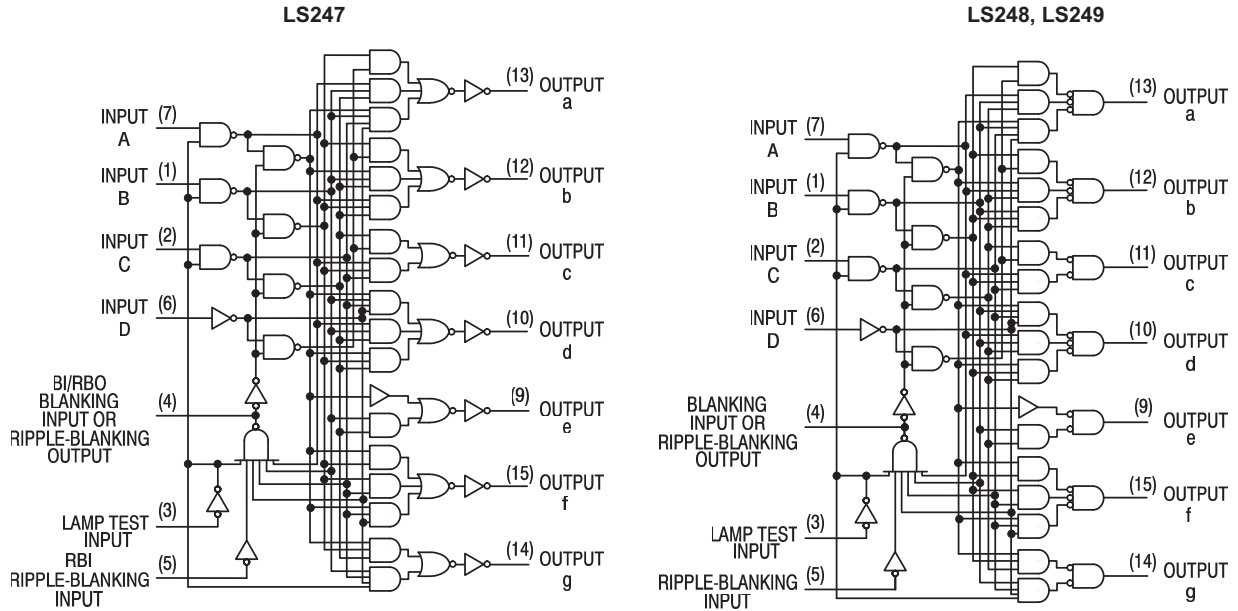 LS247
(13) OUTPUT
a
INPUT (7)
A
INPUT (1)
B
(12) OUTPUT
b
INPUT (2)
C
(11) OUTPUT
c
INPUT (6)
D
(10) OUTPUT
d
BI/RBO
BLANKING (4)
INPUT OR
RIPPLE-BLANKING
OUTPUT
(9) OUTPUT
e
(15) OUTPUT
f
LAMP TEST (3)
INPUT
RBI (5)
RIPPLE-BLANKING
INPUT
(14) OUTPUT
g
LS248, LS249
(13) OUTPUT
a
INPUT (7)
A
INPUT (1)
B
(12) OUTPUT
b
INPUT (2)
C
(11) OUTPUT
c
INPUT (6)
D
(10) OUTPUT
d
BLANKING (4)
INPUT OR
RIPPLE-BLANKING
OUTPUT
(9) OUTPUT
e
(15) OUTPUT
f
LAMP TEST (3)
INPUT
RIPPLE-BLANKING (5)
INPUT
(14) OUTPUT
g